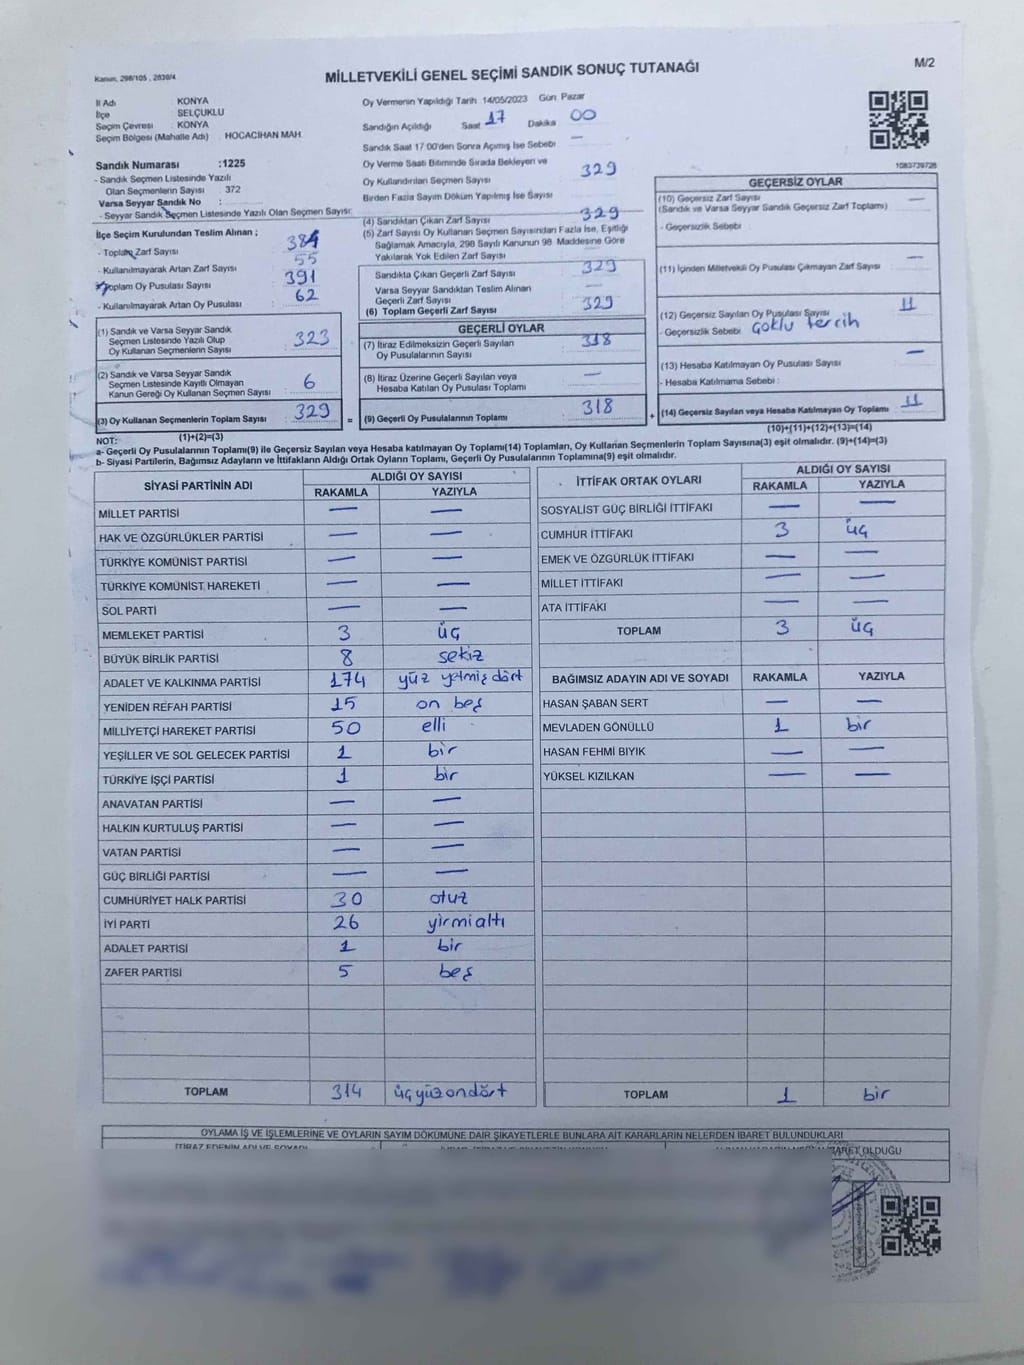 Kanun, 298/105 , 2839/4
MİLLETVEKİLİ GENEL SEÇİMİ SANDIK SONUÇ TUTANAĞI
M/2
İl Adı KONYA
İlçe SELÇUKLU
Seçim Çevresi : KONYA
Seçim Bölgesi (Mahalle Adı) : HOCACİHAN MAH.
Sandık Numarası :1225
- Sandık Seçmen Listesinde Yazılı
Olan Seçmenlerin Sayısı : 372
Varsa Seyyar Sandık No :
- Seyyar Sandık Seçmen Listesinde Yazılı Olan Seçmen Sayısı:
İlçe Seçim Kurulundan Teslim Alınan ;
- Toplam Zarf Sayısı 384
- Kullanılmayarak Artan Zarf Sayısı 55
- Toplam Oy Pusulası Sayısı 391
- Kullanılmayarak Artan Oy Pusulası 62
(1) Sandık ve Varsa Seyyar Sandık
Seçmen Listesinde Yazılı Olup
Oy Kullanan Seçmenlerin Sayısı 323
(2) Sandık ve Varsa Seyyar Sandık
Seçmen Listesinde Kayıtlı Olmayan
Kanun Gereği Oy Kullanan Seçmen Sayısı 6
(3) Oy Kullanan Seçmenlerin Toplam Sayısı 329 =
(1)+(2)=(3)
Oy Vermenin Yapıldığı Tarih :14/05/2023 Gün: Pazar
Sandığın Açıldığı Saat 17 Dakika 00
Sandık Saat 17:00'den Sonra Açımış İse Sebebi —
Oy Verme Saati Bitiminde Sırada Bekleyen ve
Oy Kullandırılan Seçmen Sayısı 329
Birden Fazla Sayım Döküm Yapılmış İse Sayısı
(4) Sandıktan Çıkan Zarf Sayısı 329
(5) Zarf Sayısı Oy Kullanan Seçmen Sayısından Fazla İse, Eşitliği
Sağlamak Amacıyla, 298 Sayılı Kanunun 98. Maddesine Göre
Yakılarak Yok Edilen Zarf Sayısı
Sandıkta Çıkan Geçerli Zarf Sayısı 329
Varsa Seyyar Sandıktan Teslim Alınan
Geçerli Zarf Sayısı —
(6) Toplam Geçerli Zarf Sayısı 329
GEÇERLİ OYLAR
(7) İtiraz Edilmeksizin Geçerli Sayılan
Oy Pusulalarının Sayısı 318
(8) İtiraz Üzerine Geçerli Sayılan veya
Hesaba Katılan Oy Pusulası Toplamı —
(9) Geçerli Oy Pusulalarının Toplamı 318 +
1083739726
GEÇERSİZ OYLAR
(10) Geçersiz Zarf Sayısı —
(Sandık ve Varsa Seyyar Sandık Geçersiz Zarf Toplamı)
- Geçersizlik Sebebi :
(11) İçinden Milletvekili Oy Pusulası Çıkmayan Zarf Sayısı —
(12) Geçersiz Sayılan Oy Pusulası Sayısı 11
- Geçersizlik Sebebi Çoklu tercih
(13) Hesaba Katılmayan Oy Pusulası Sayısı —
- Hesaba Katılmama Sebebi :
(14) Geçersiz Sayılan veya Hesaba Katılmayan Oy Toplamı 11
(10)+(11)+(12)+(13)=(14)
NOT:
a- Geçerli Oy Pusulalarının Toplamı(9) ile Geçersiz Sayılan veya Hesaba katılmayan Oy Toplamı(14) Toplamları, Oy Kullanan Seçmenlerin Toplam Sayısına(3) eşit olmalıdır. (9)+(14)=(3)
b- Siyasi Partilerin, Bağımsız Adayların ve İttifakların Aldığı Ortak Oyların Toplamı, Geçerli Oy Pusulalarının Toplamına(9) eşit olmalıdır.
SİYASİ PARTİNİN ADI ALDIĞI OY SAYISI
RAKAMLA YAZIYLA
MİLLET PARTİSİ — —
HAK VE ÖZGÜRLÜKLER PARTİSİ — —
TÜRKİYE KOMÜNİST PARTİSİ — —
TÜRKİYE KOMÜNİST HAREKETİ — —
SOL PARTİ — —
MEMLEKET PARTİSİ 3 üç
BÜYÜK BİRLİK PARTİSİ 8 sekiz
ADALET VE KALKINMA PARTİSİ 174 yüz yetmiş dört
YENİDEN REFAH PARTİSİ 15 on beş
MİLLİYETÇİ HAREKET PARTİSİ 50 elli
YEŞİLLER VE SOL GELECEK PARTİSİ 1 bir
TÜRKİYE İŞÇİ PARTİSİ 1 bir
ANAVATAN PARTİSİ — —
HALKIN KURTULUŞ PARTİSİ — —
VATAN PARTİSİ — —
GÜÇ BİRLİĞİ PARTİSİ — —
CUMHURİYET HALK PARTİSİ 30 otuz
İYİ PARTİ 26 yirmialtı
ADALET PARTİSİ 1 bir
ZAFER PARTİSİ 5 beş
TOPLAM 314 üçyüzondört
İTTİFAK ORTAK OYLARI ALDIĞI OY SAYISI
RAKAMLA YAZIYLA
SOSYALİST GÜÇ BİRLİĞİ İTTİFAKI — —
CUMHUR İTTİFAKI 3 üç
EMEK VE ÖZGÜRLÜK İTTİFAKI — —
MİLLET İTTİFAKI — —
ATA İTTİFAKI — —
TOPLAM 3 üç
BAĞIMSIZ ADAYIN ADI VE SOYADI RAKAMLA YAZIYLA
HASAN ŞABAN SERT — —
MEVLADEN GÖNÜLLÜ 1 bir
HASAN FEHMİ BIYIK — —
YÜKSEL KIZILKAN — —
TOPLAM 1 bir
OYLAMA İŞ VE İŞLEMLERİNE VE OYLARIN SAYIM DÖKÜMÜNE DAİR ŞİKAYETLERLE BUNLARA AİT KARARLARIN NELERDEN İBARET BULUNDUKLARI
İTİRAZ EDENİN ADI VE SOYADI
OLDUĞU